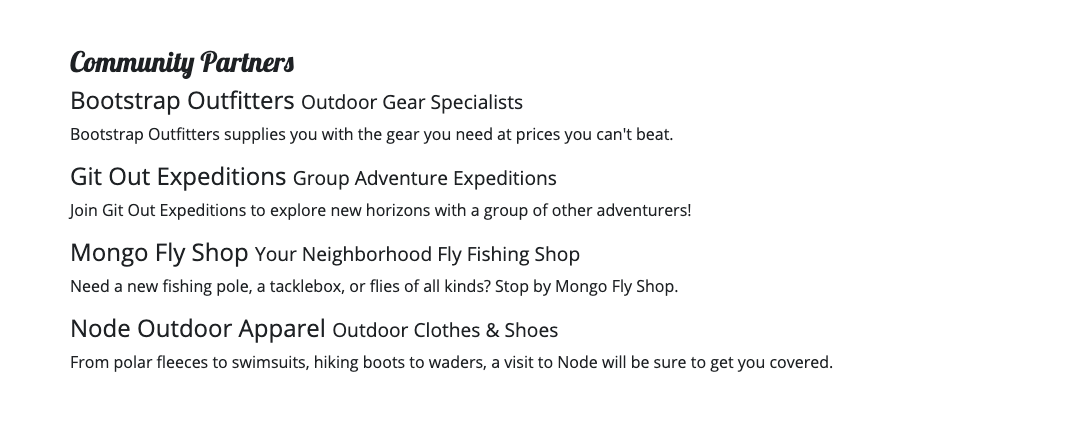 Community Partners
Bootstrap Outfitters Outdoor Gear Specialists
Bootstrap Outfitters supplies you with the gear you need at prices you can't beat.
Git Out Expeditions Group Adventure Expeditions
Join Git Out Expeditions to explore new horizons with a group of other adventurers!
Mongo Fly Shop Your Neighborhood Fly Fishing Shop
Need a new fishing pole, a tacklebox, or flies of all kinds? Stop by Mongo Fly Shop.
Node Outdoor Apparel Outdoor Clothes & Shoes
From polar fleeces to swimsuits, hiking boots to waders, a visit to Node will be sure to get you covered.